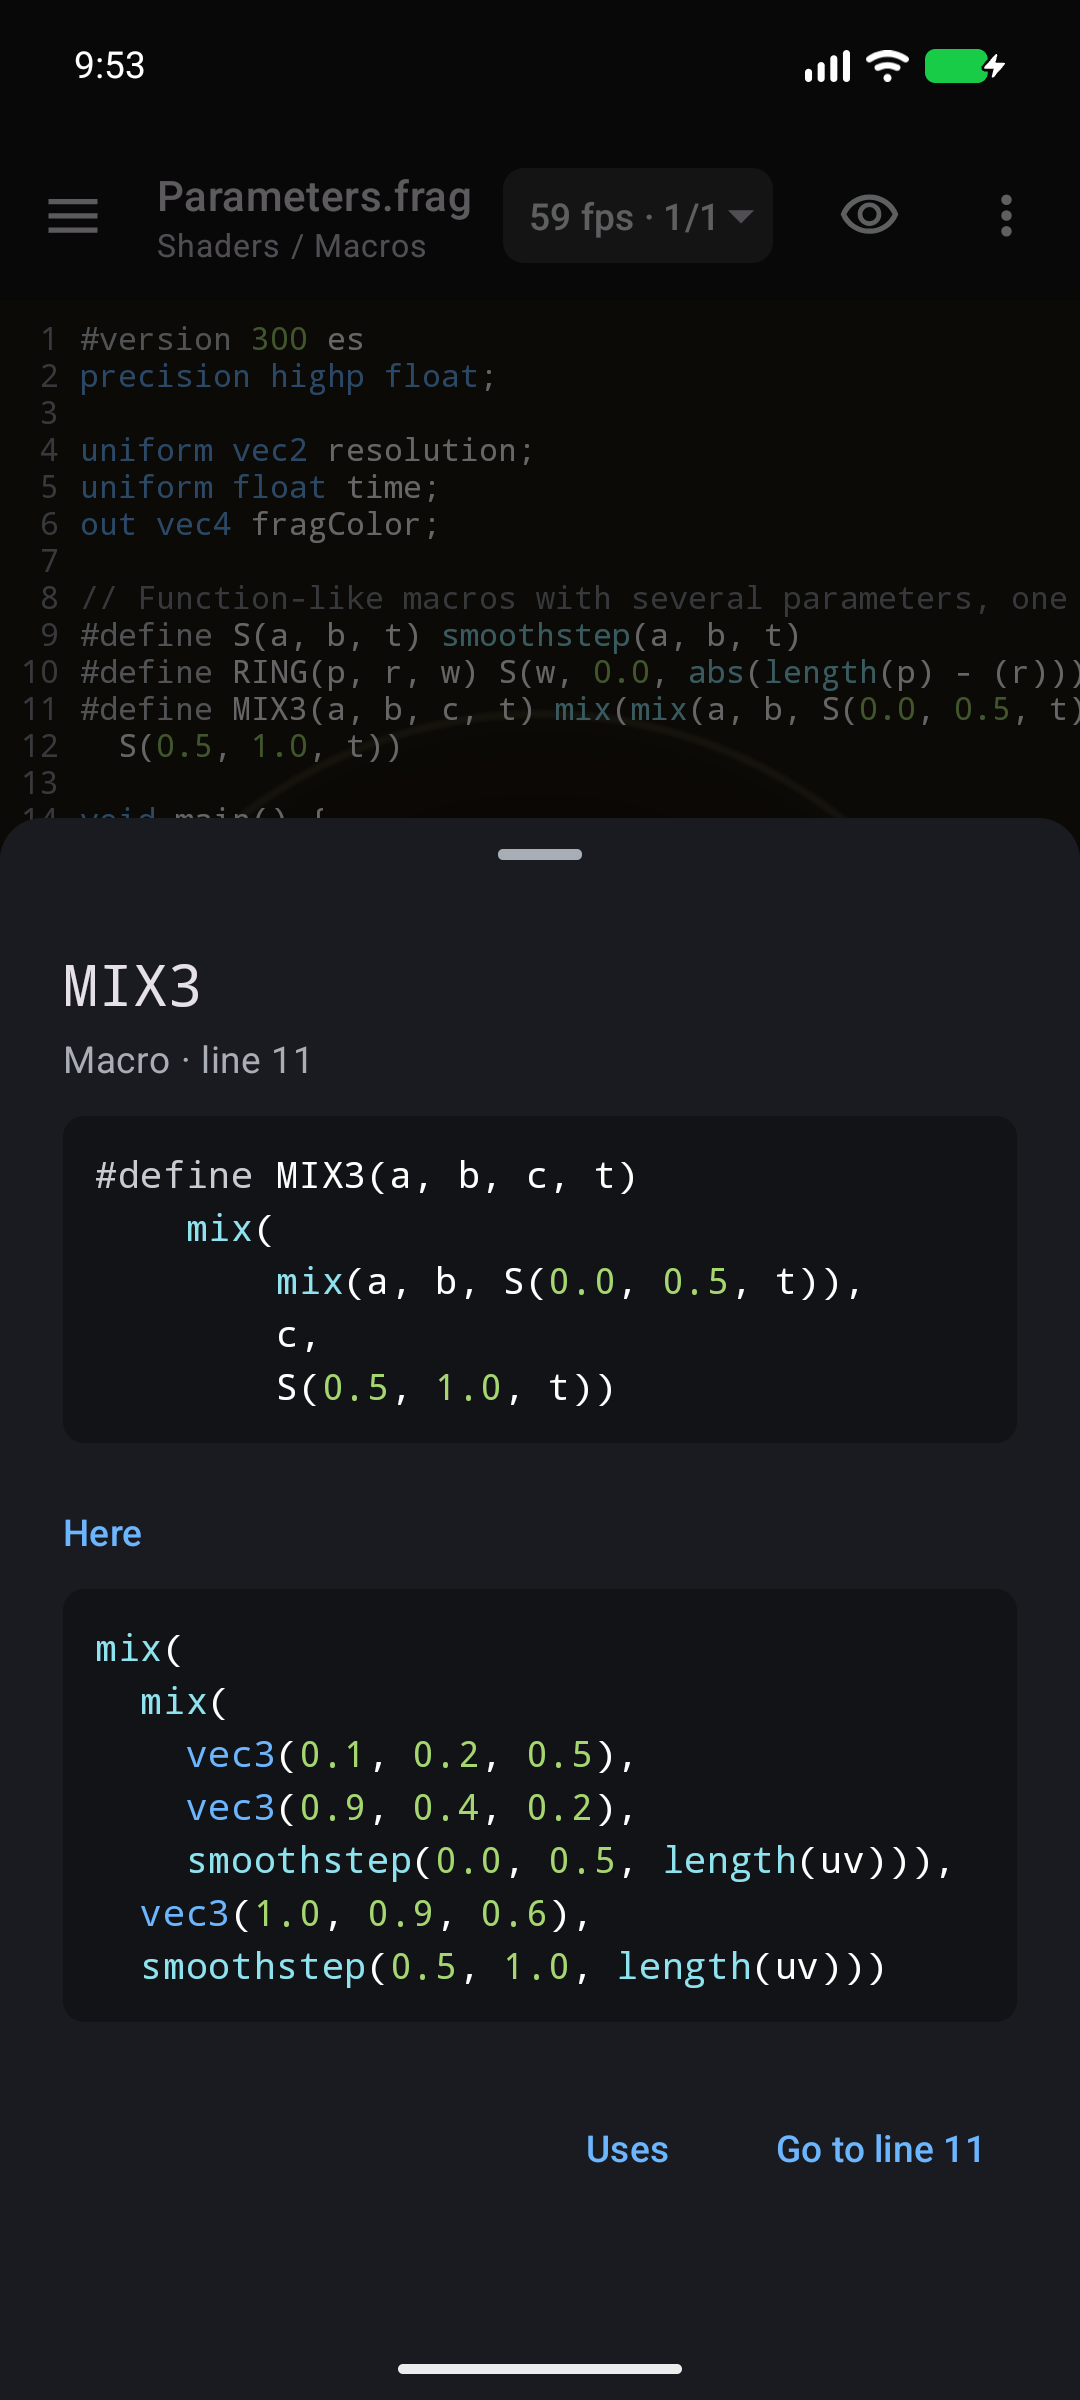 9:53
Parameters.frag
Shaders / Macros
59 fps · 1/1
1 #version 300 es
2 precision highp float;
3
4 uniform vec2 resolution;
5 uniform float time;
6 out vec4 fragColor;
7
8 // Function-like macros with several parameters, one
9 #define S(a, b, t) smoothstep(a, b, t)
10 #define RING(p, r, w) S(w, 0.0, abs(length(p) - (r)))
11 #define MIX3(a, b, c, t) mix(mix(a, b, S(0.0, 0.5, t)
12   S(0.5, 1.0, t))
13
14 void main() {
MIX3
Macro · line 11
#define MIX3(a, b, c, t)
    mix(
        mix(a, b, S(0.0, 0.5, t)),
        c,
        S(0.5, 1.0, t))
Here
mix(
  mix(
    vec3(0.1, 0.2, 0.5),
    vec3(0.9, 0.4, 0.2),
    smoothstep(0.0, 0.5, length(uv))),
  vec3(1.0, 0.9, 0.6),
  smoothstep(0.5, 1.0, length(uv)))
Uses
Go to line 11